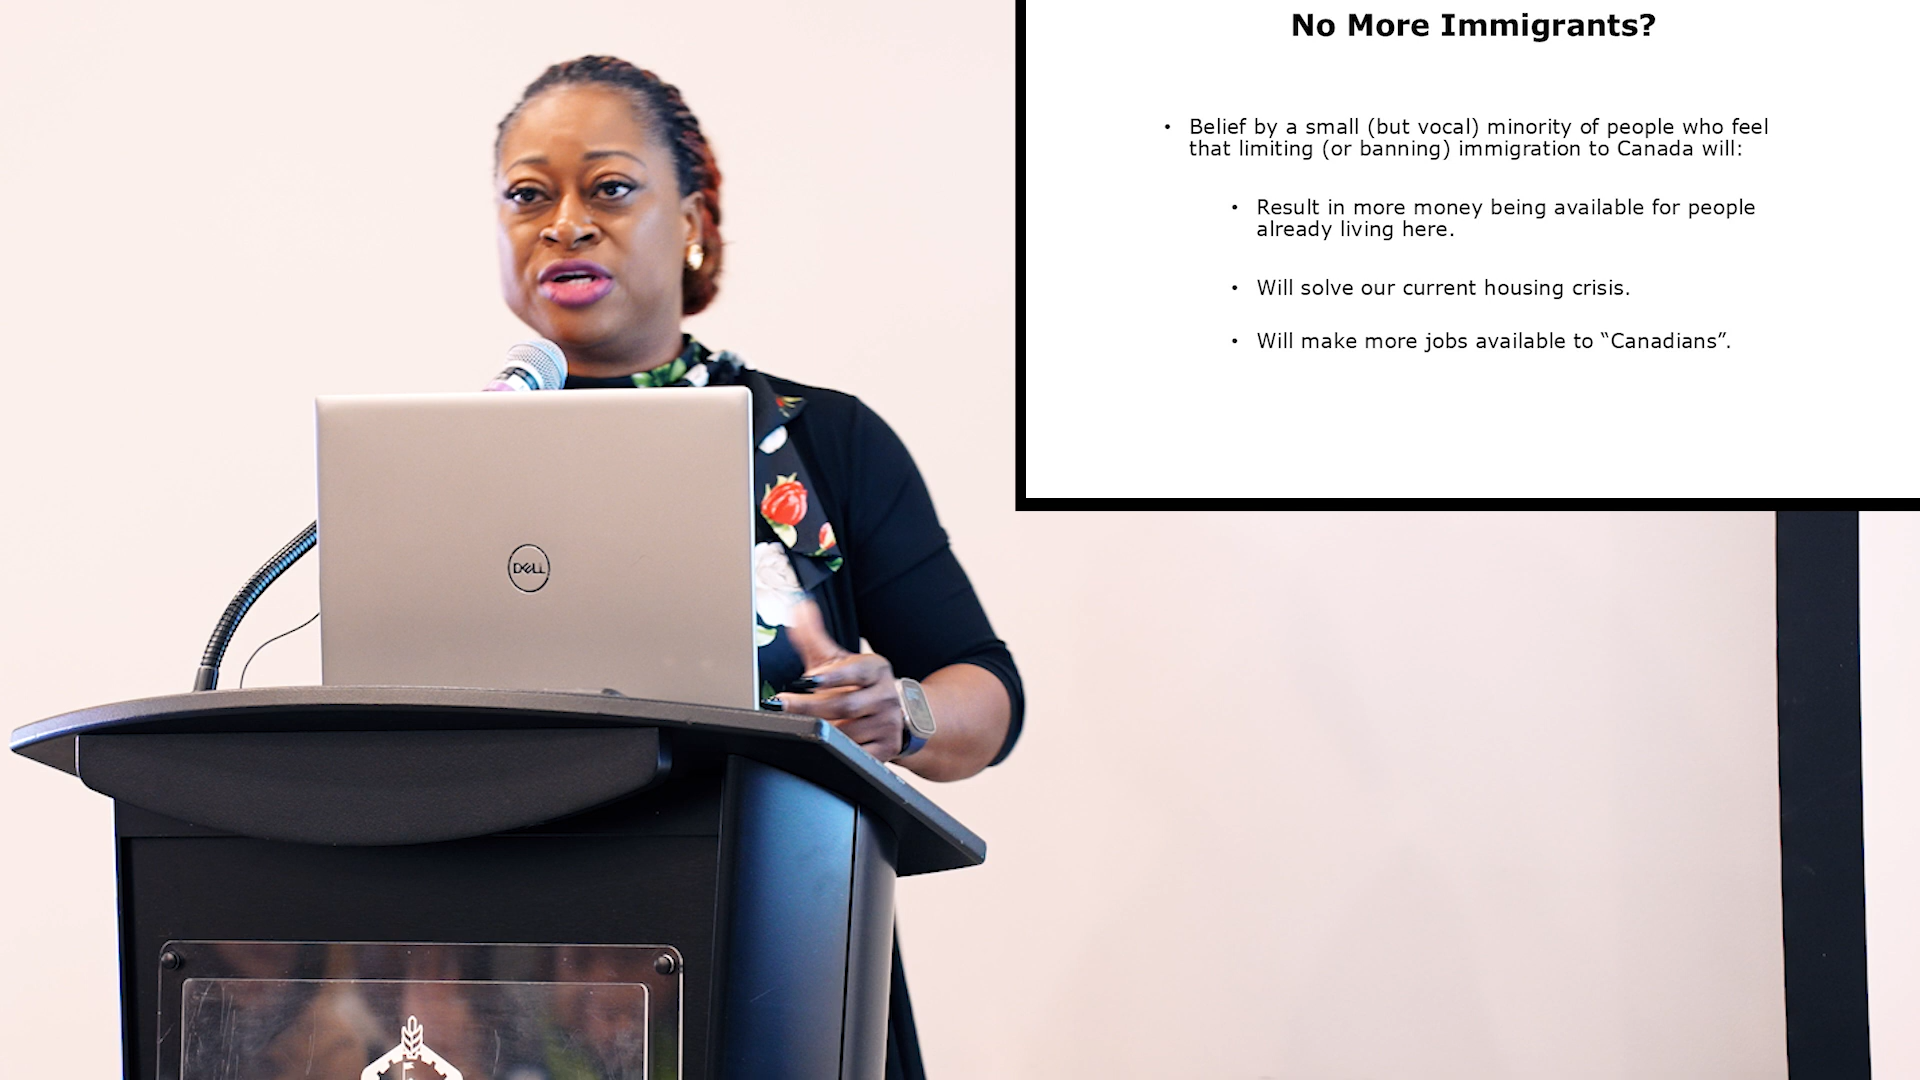 No More Immigrants?
• Belief by a small (but vocal) minority of people who feel
that limiting (or banning) immigration to Canada will:
• Result in more money being available for people
already living here.
• Will solve our current housing crisis.
• Will make more jobs available to “Canadians”.
DELL